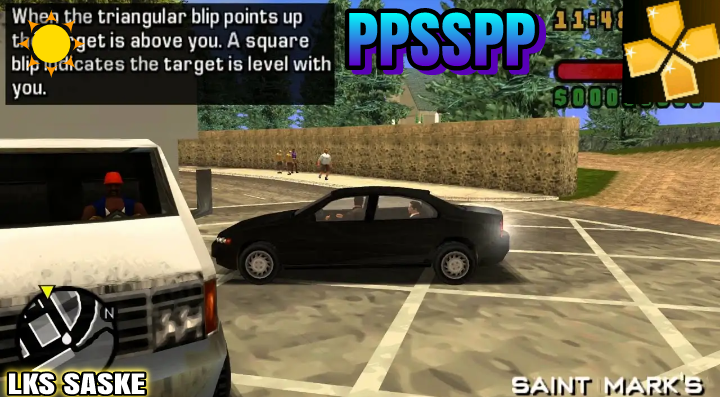 When the triangular blip points up
target is above you. A square
blip indicates the target is level with
you.
PPSSPP
N
LKS SASKE
SAINT MARK'S